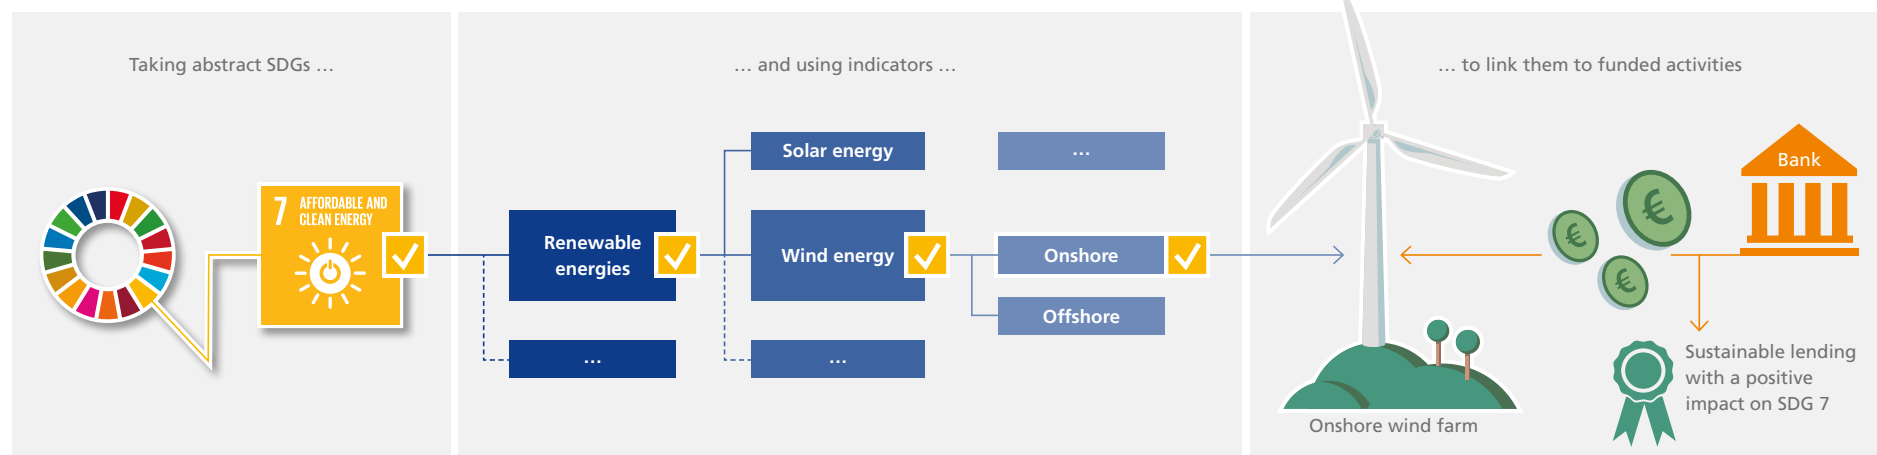 Taking abstract SDGs …
… and using indicators …
… to link them to funded activities
7 AFFORDABLE AND
CLEAN ENERGY
Renewable
energies
…
Solar energy
Wind energy
…
…
Onshore
Offshore
Onshore wind farm
€
€
€
Bank
Sustainable lending
with a positive
impact on SDG 7